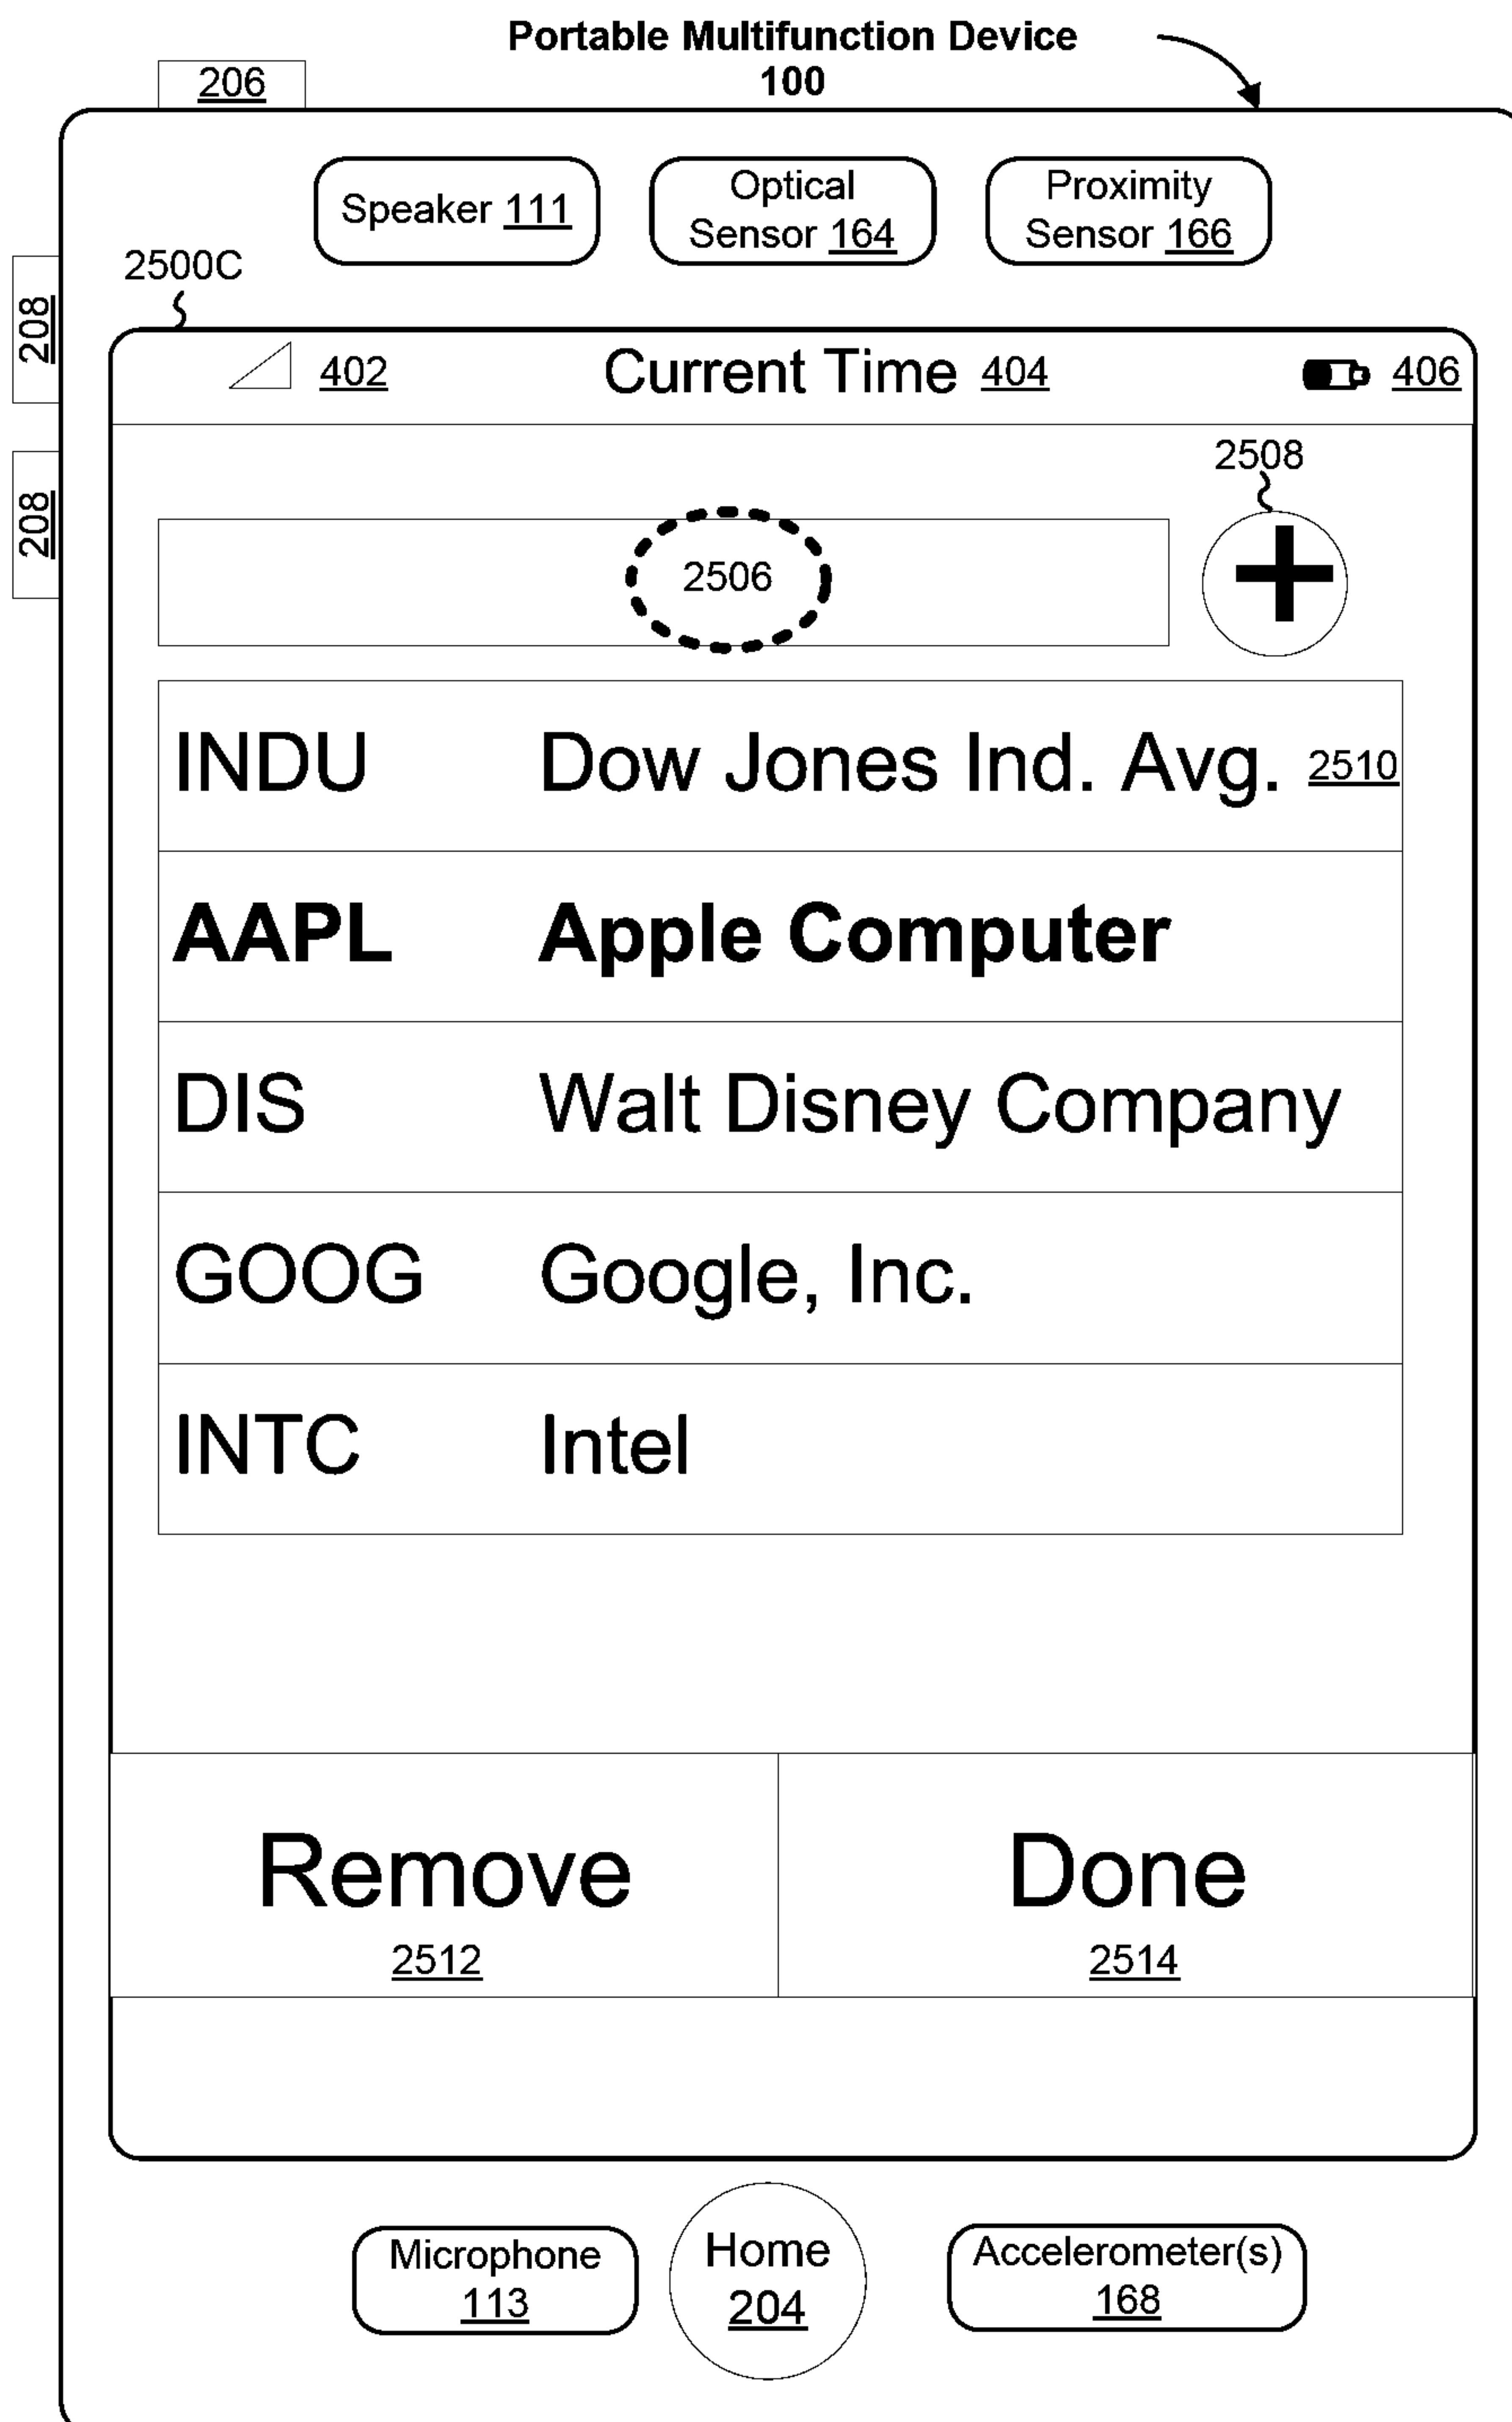 Portable Multifunction Device
100
206
Speaker 111
Optical
Sensor 164
Proximity
Sensor 166
2500C
208
208
402
Current Time 404
406
2508
2506
INDU Dow Jones Ind. Avg. 2510
AAPL Apple Computer
DIS Walt Disney Company
GOOG Google, Inc.
INTC Intel
Remove
2512
Done
2514
Microphone
113
Home
204
Accelerometer(s)
168